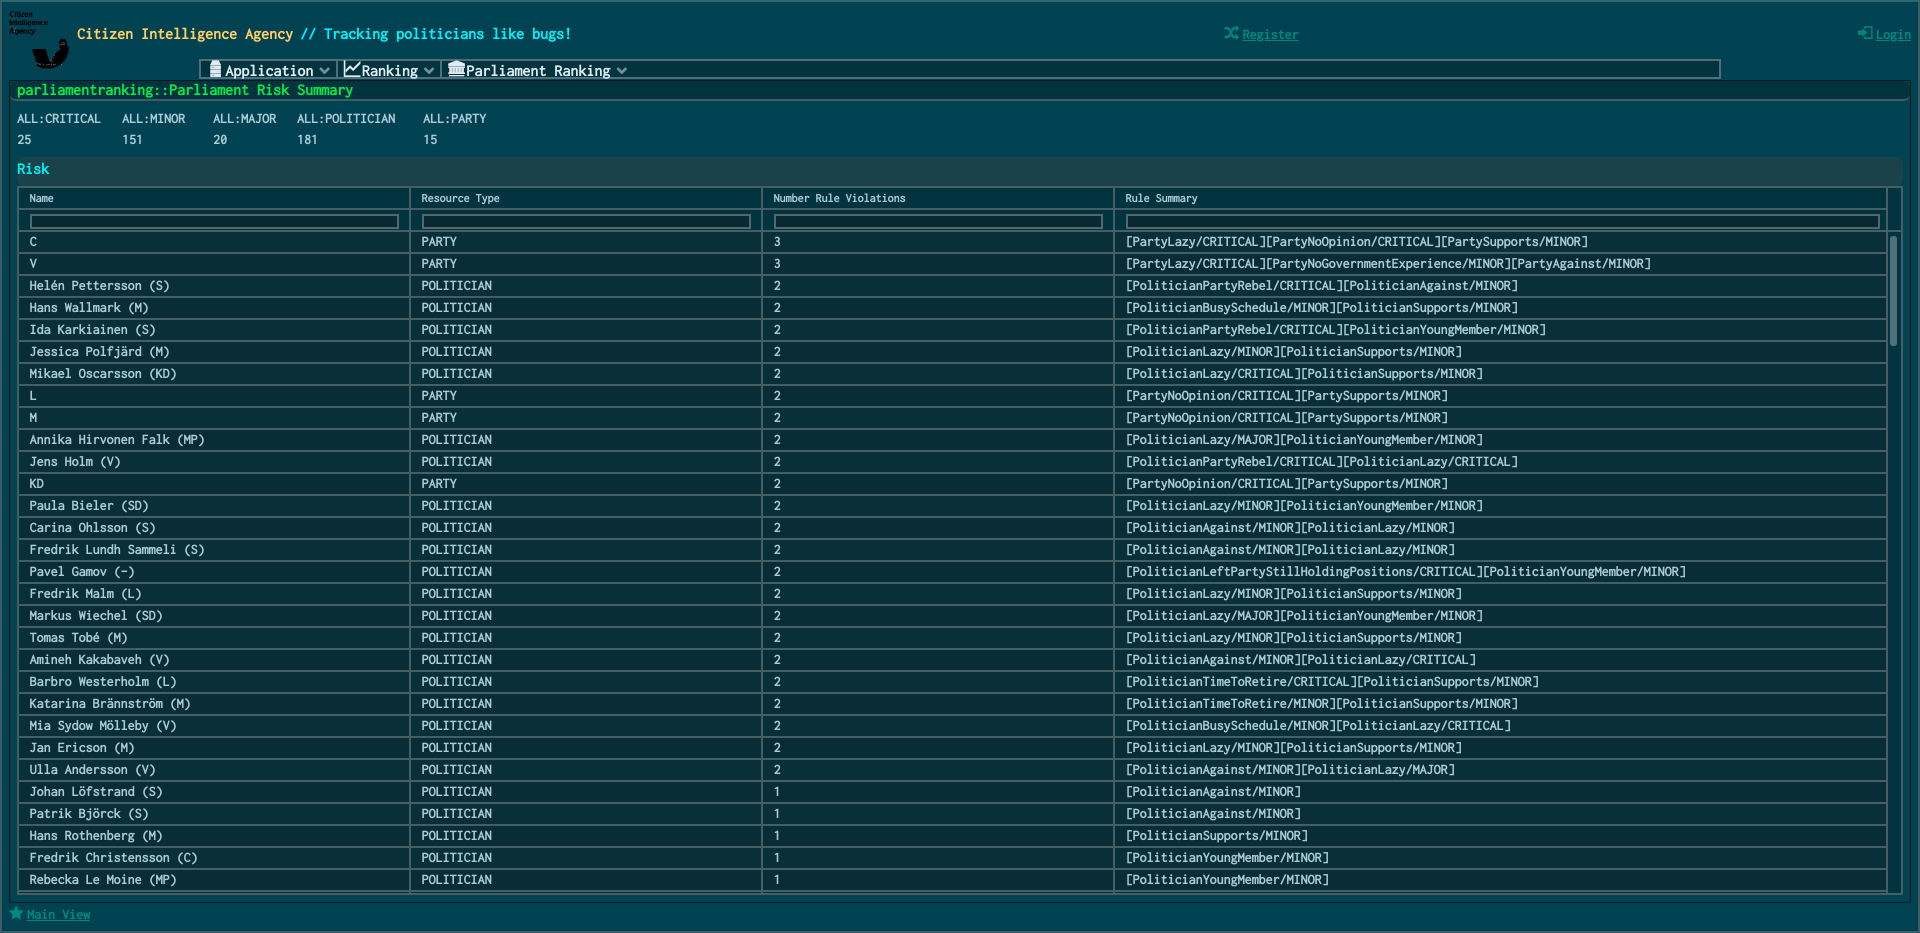 Citizen
Intelligence
Agency
Citizen Intelligence Agency // Tracking politicians like bugs!
Register
Login
Application Ranking Parliament Ranking
parliamentranking::Parliament Risk Summary
ALL:CRITICAL ALL:MINOR ALL:MAJOR ALL:POLITICIAN ALL:PARTY
25 151 20 181 15
Risk
Name Resource Type Number Rule Violations Rule Summary
C PARTY 3 [PartyLazy/CRITICAL][PartyNoOpinion/CRITICAL][PartySupports/MINOR]
V PARTY 3 [PartyLazy/CRITICAL][PartyNoGovernmentExperience/MINOR][PartyAgainst/MINOR]
Helén Pettersson (S) POLITICIAN 2 [PoliticianPartyRebel/CRITICAL][PoliticianAgainst/MINOR]
Hans Wallmark (M) POLITICIAN 2 [PoliticianBusySchedule/MINOR][PoliticianSupports/MINOR]
Ida Karkiainen (S) POLITICIAN 2 [PoliticianPartyRebel/CRITICAL][PoliticianYoungMember/MINOR]
Jessica Polfjärd (M) POLITICIAN 2 [PoliticianLazy/MINOR][PoliticianSupports/MINOR]
Mikael Oscarsson (KD) POLITICIAN 2 [PoliticianLazy/CRITICAL][PoliticianSupports/MINOR]
L PARTY 2 [PartyNoOpinion/CRITICAL][PartySupports/MINOR]
M PARTY 2 [PartyNoOpinion/CRITICAL][PartySupports/MINOR]
Annika Hirvonen Falk (MP) POLITICIAN 2 [PoliticianLazy/MAJOR][PoliticianYoungMember/MINOR]
Jens Holm (V) POLITICIAN 2 [PoliticianPartyRebel/CRITICAL][PoliticianLazy/CRITICAL]
KD PARTY 2 [PartyNoOpinion/CRITICAL][PartySupports/MINOR]
Paula Bieler (SD) POLITICIAN 2 [PoliticianLazy/MINOR][PoliticianYoungMember/MINOR]
Carina Ohlsson (S) POLITICIAN 2 [PoliticianAgainst/MINOR][PoliticianLazy/MINOR]
Fredrik Lundh Sammeli (S) POLITICIAN 2 [PoliticianAgainst/MINOR][PoliticianLazy/MINOR]
Pavel Gamov (-) POLITICIAN 2 [PoliticianLeftPartyStillHoldingPositions/CRITICAL][PoliticianYoungMember/MINOR]
Fredrik Malm (L) POLITICIAN 2 [PoliticianLazy/MINOR][PoliticianSupports/MINOR]
Markus Wiechel (SD) POLITICIAN 2 [PoliticianLazy/MAJOR][PoliticianYoungMember/MINOR]
Tomas Tobé (M) POLITICIAN 2 [PoliticianLazy/MINOR][PoliticianSupports/MINOR]
Amineh Kakabaveh (V) POLITICIAN 2 [PoliticianAgainst/MINOR][PoliticianLazy/CRITICAL]
Barbro Westerholm (L) POLITICIAN 2 [PoliticianTimeToRetire/CRITICAL][PoliticianSupports/MINOR]
Katarina Brännström (M) POLITICIAN 2 [PoliticianTimeToRetire/MINOR][PoliticianSupports/MINOR]
Mia Sydow Mölleby (V) POLITICIAN 2 [PoliticianBusySchedule/MINOR][PoliticianLazy/CRITICAL]
Jan Ericson (M) POLITICIAN 2 [PoliticianLazy/MINOR][PoliticianSupports/MINOR]
Ulla Andersson (V) POLITICIAN 2 [PoliticianAgainst/MINOR][PoliticianLazy/MAJOR]
Johan Löfstrand (S) POLITICIAN 1 [PoliticianAgainst/MINOR]
Patrik Björck (S) POLITICIAN 1 [PoliticianAgainst/MINOR]
Hans Rothenberg (M) POLITICIAN 1 [PoliticianSupports/MINOR]
Fredrik Christensson (C) POLITICIAN 1 [PoliticianYoungMember/MINOR]
Rebecka Le Moine (MP) POLITICIAN 1 [PoliticianYoungMember/MINOR]
Main View